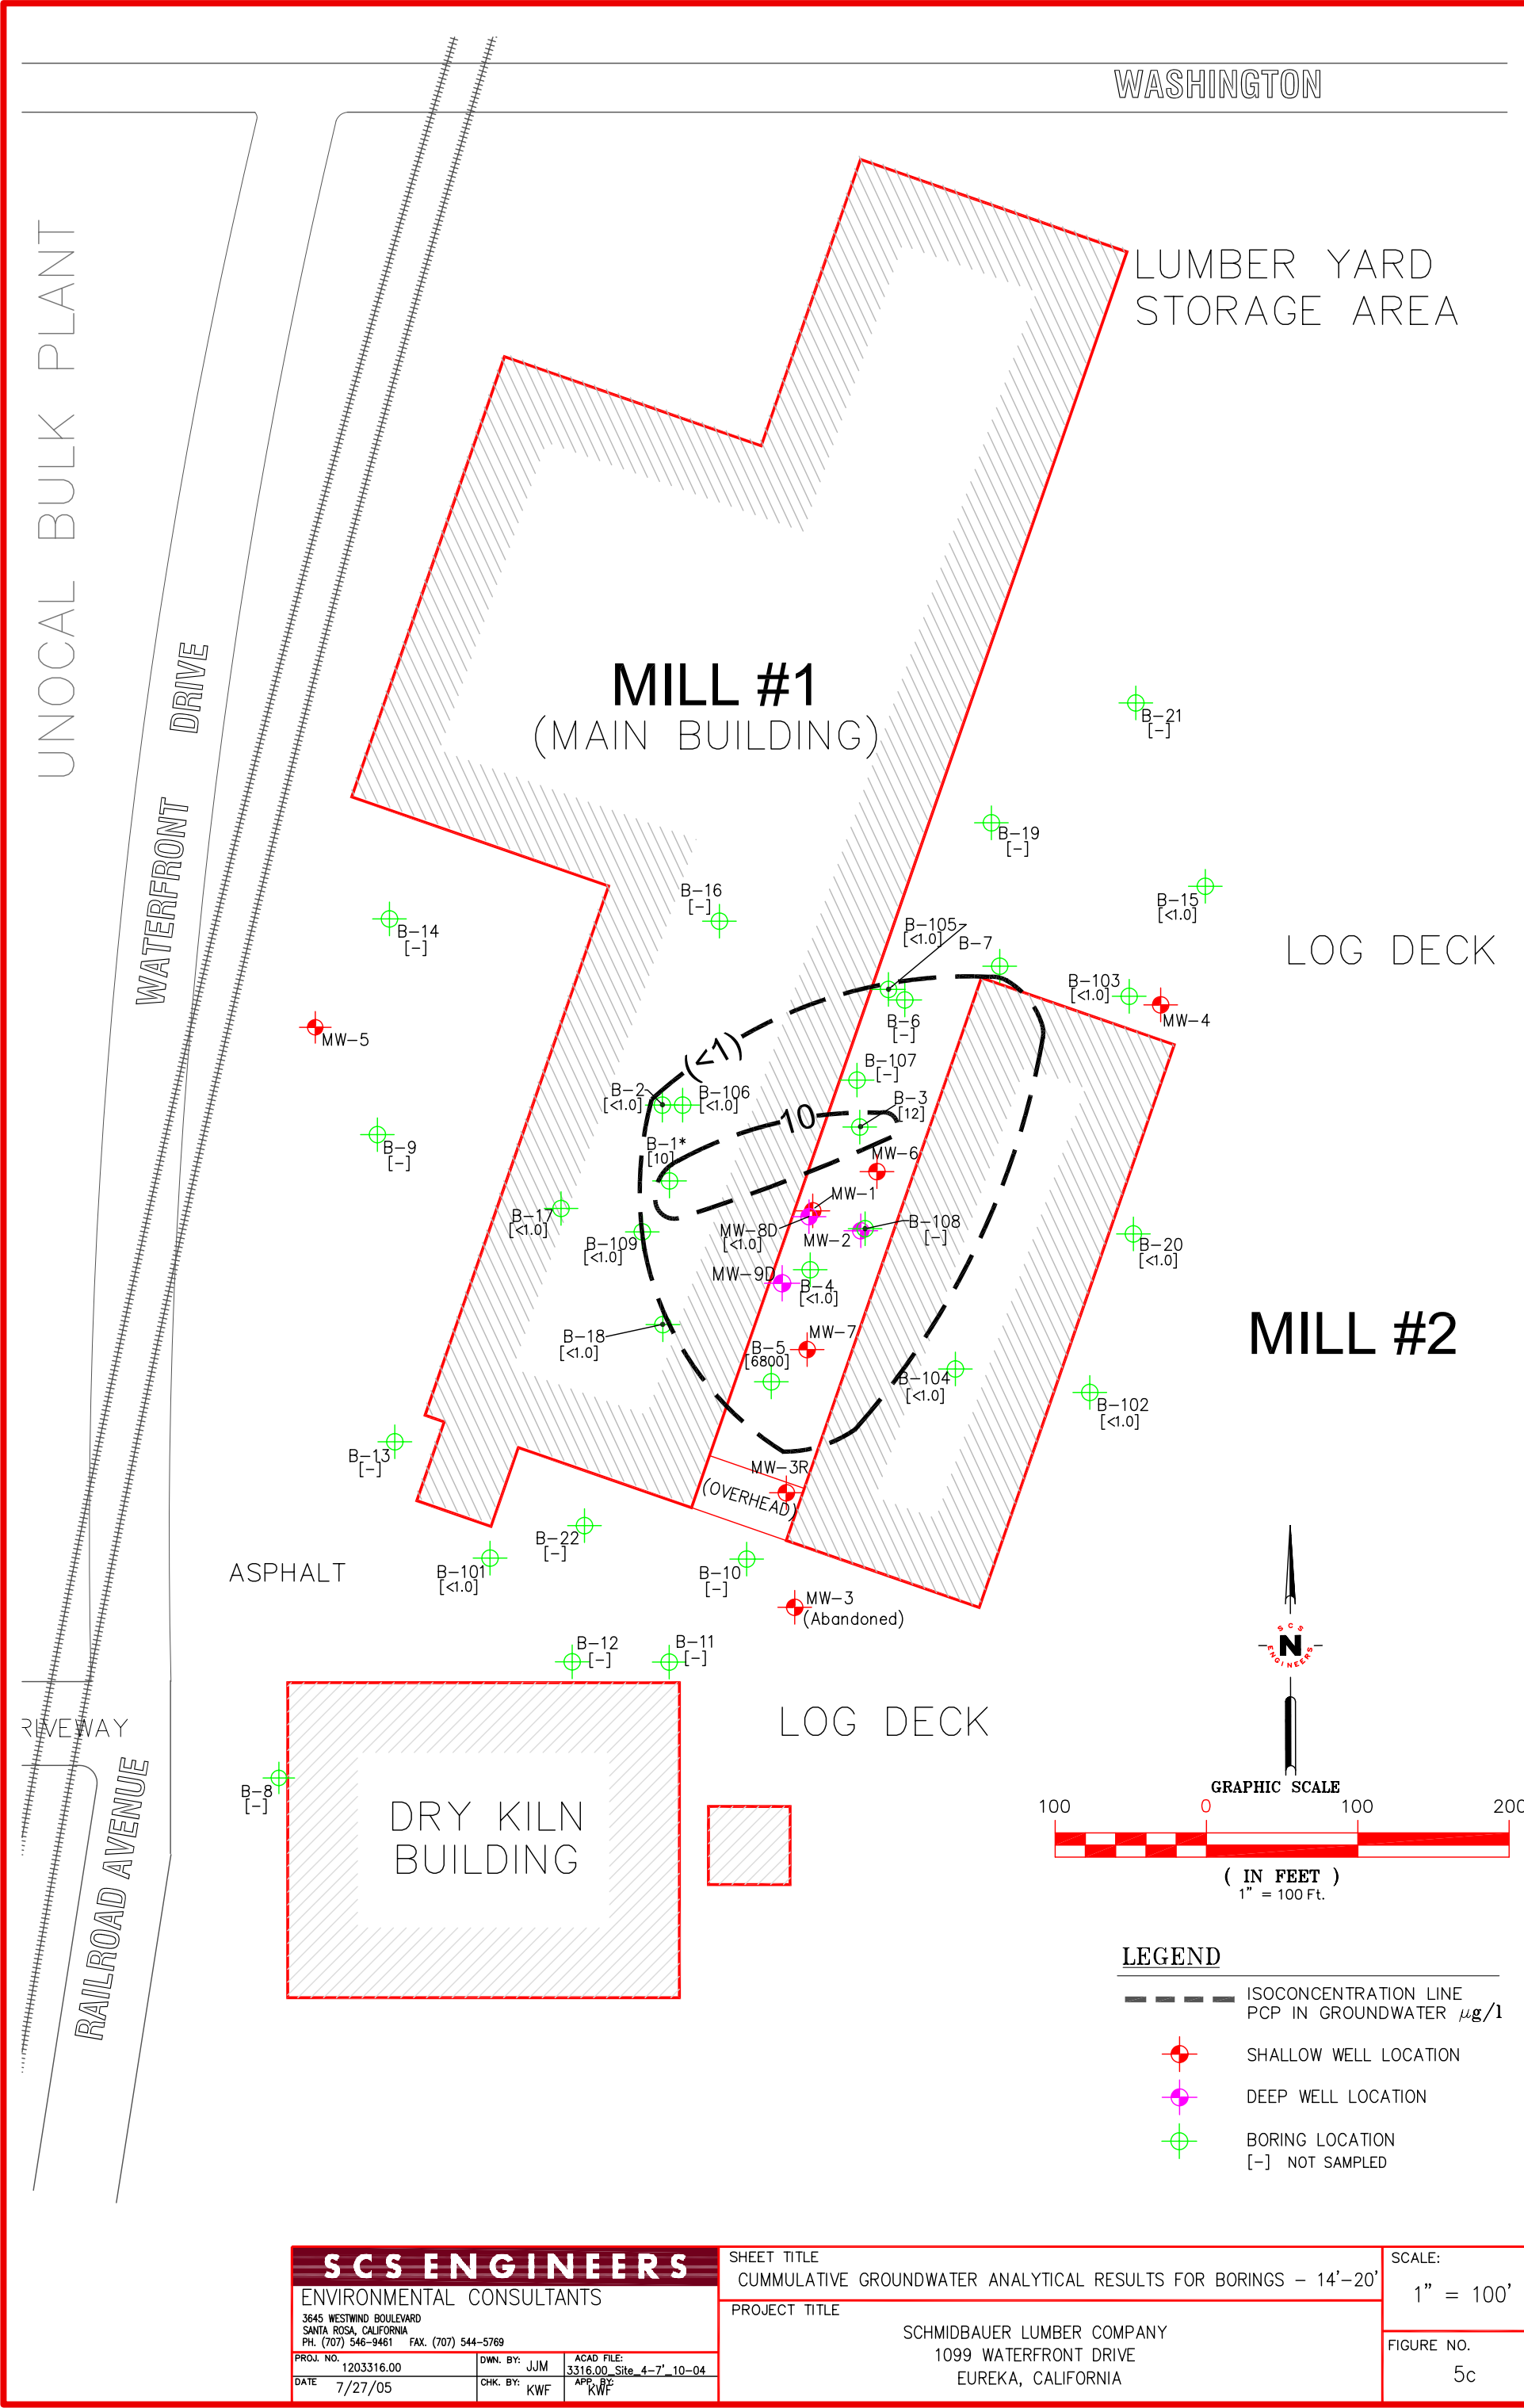 WASHINGTON
UNOCAL BULK PLANT
WATERFRONT DRIVE
LUMBER YARD
STORAGE AREA
MILL #1
(MAIN BUILDING)
B-21
[-]
B-19
[-]
B-15
[<1.0]
B-16
[-]
B-14
[-]
B-105
[<1.0]
B-7
LOG DECK
B-103
[<1.0]
MW-4
B-6
[-]
MW-5
(<1)
B-107
[-]
B-2
[<1.0]
B-106
[<1.0]
B-3
[12]
10
B-9
[-]
B-1*
[10]
MW-6
MW-1
B-17
[<1.0]
MW-8D
[<1.0]
MW-2
B-108
[-]
B-109
[<1.0]
B-20
[<1.0]
MW-9D
B-4
[<1.0]
MILL #2
B-18
[<1.0]
MW-7
B-5
[6800]
B-104
[<1.0]
B-102
[<1.0]
B-13
[-]
MW-3R
(OVERHEAD)
B-22
[-]
B-101
[<1.0]
ASPHALT
B-10
[-]
MW-3
(Abandoned)
B-12
[-]
B-11
[-]
SCS
N
ENGINEERS
LOG DECK
RIVEWAY
RAILROAD AVENUE
B-8
[-]
DRY KILN
BUILDING
GRAPHIC SCALE
100 0 100 200
( IN FEET )
1" = 100 Ft.
LEGEND
ISOCONCENTRATION LINE
PCP IN GROUNDWATER μg/l
SHALLOW WELL LOCATION
DEEP WELL LOCATION
BORING LOCATION
[-] NOT SAMPLED
SCS ENGINEERS
ENVIRONMENTAL CONSULTANTS
3645 WESTWIND BOULEVARD
SANTA ROSA, CALIFORNIA
PH. (707) 546-9461 FAX. (707) 544-5769
PROJ. NO.
1203316.00
DWN. BY: JJM
ACAD FILE:
3316.00_Site_4-7'_10-04
DATE
7/27/05
CHK. BY: KWF
APP. BY:
KWF
SHEET TITLE
CUMMULATIVE GROUNDWATER ANALYTICAL RESULTS FOR BORINGS - 14'-20'
PROJECT TITLE
SCHMIDBAUER LUMBER COMPANY
1099 WATERFRONT DRIVE
EUREKA, CALIFORNIA
SCALE:
1" = 100'
FIGURE NO.
5c